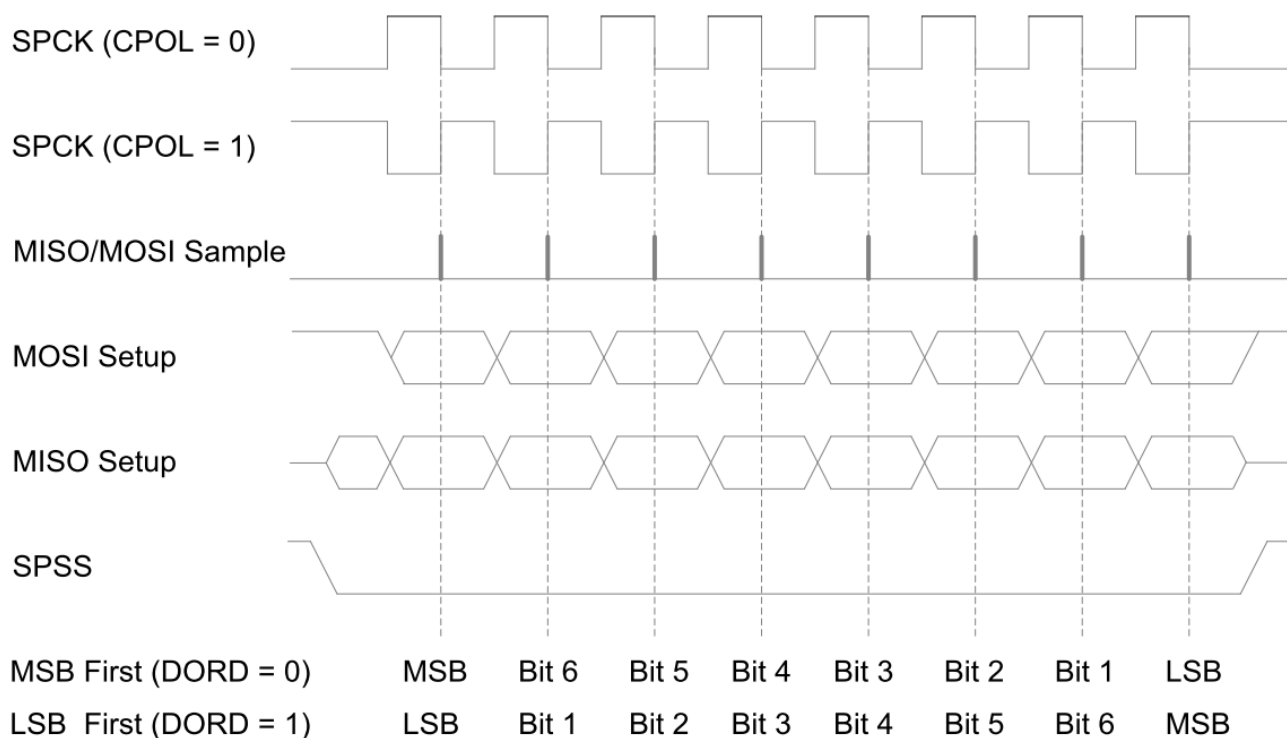 SPCK (CPOL = 0)
SPCK (CPOL = 1)
MISO/MOSI Sample
MOSI Setup
MISO Setup
SPSS
MSB First (DORD = 0) MSB Bit 6 Bit 5 Bit 4 Bit 3 Bit 2 Bit 1 LSB
LSB First (DORD = 1) LSB Bit 1 Bit 2 Bit 3 Bit 4 Bit 5 Bit 6 MSB